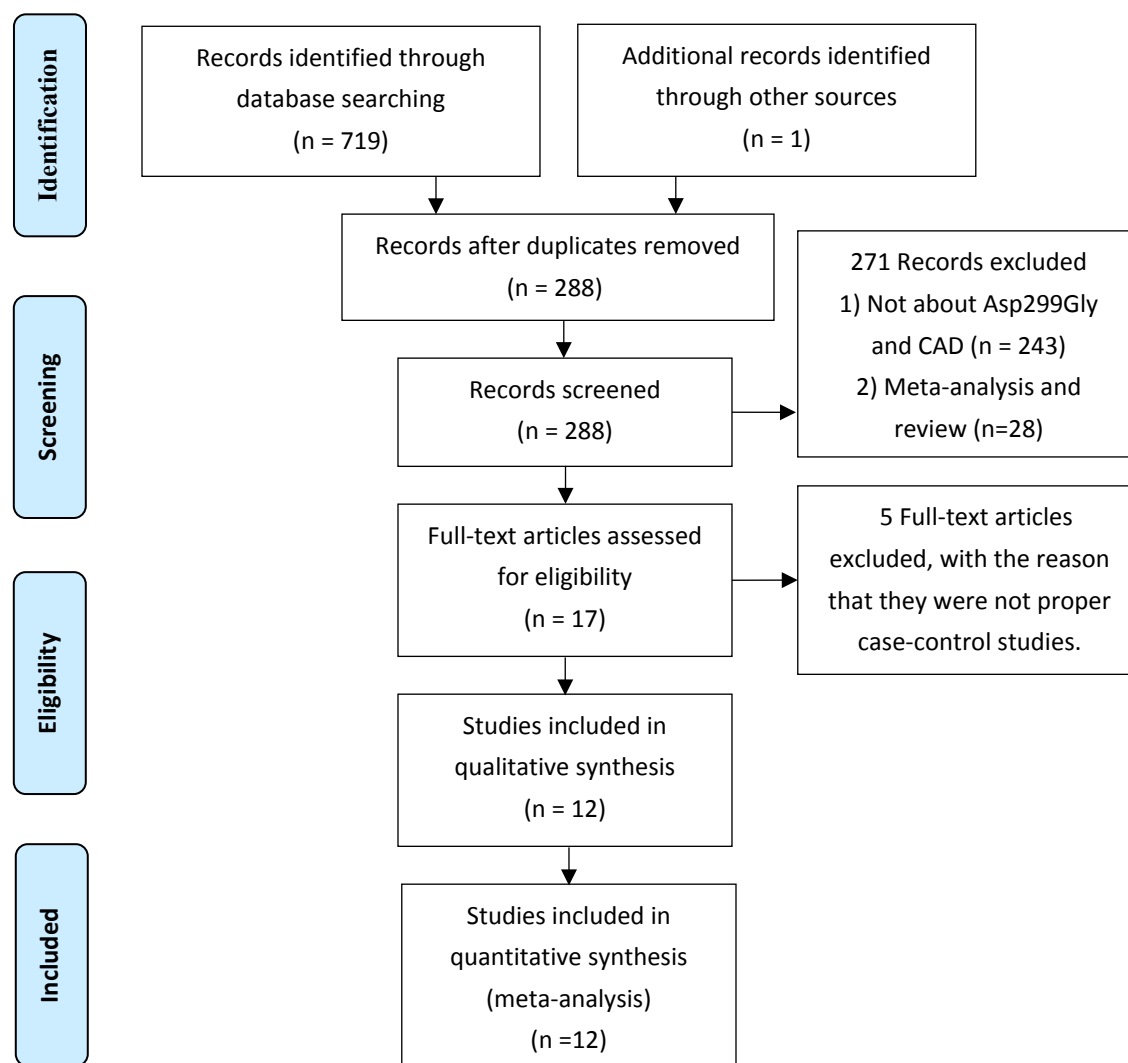 Identification
Records identified through
database searching
(n = 719)
Additional records identified
through other sources
(n = 1)
Records after duplicates removed
(n = 288)
Screening
Records screened
(n = 288)
271 Records excluded
1) Not about Asp299Gly
and CAD (n = 243)
2) Meta-analysis and
review (n=28)
Eligibility
Full-text articles assessed
for eligibility
(n = 17)
5 Full-text articles
excluded, with the reason
that they were not proper
case-control studies.
Studies included in
qualitative synthesis
(n = 12)
Included
Studies included in
quantitative synthesis
(meta-analysis)
(n =12)